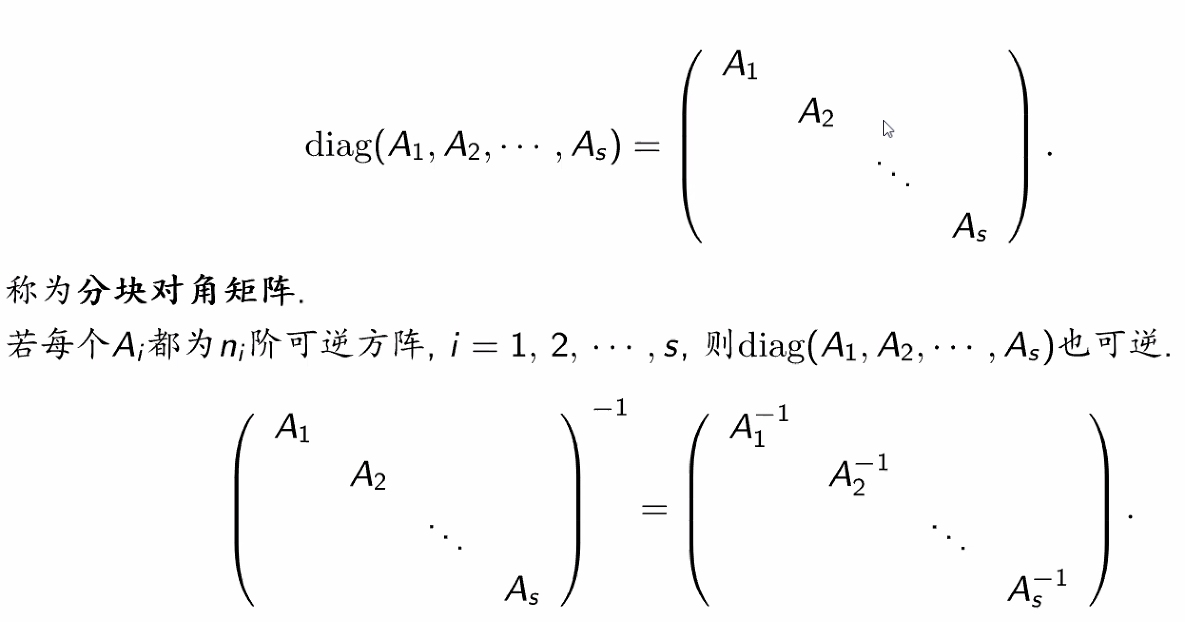 diag(A₁, A₂, ⋯ , Aₛ) = ( A₁ A₂ ⋱ Aₛ ) .
称为分块对角矩阵.
若每个Aᵢ都为nᵢ阶可逆方阵, i = 1, 2, ⋯ , s, 则diag(A₁, A₂, ⋯ , Aₛ)也可逆.
( A₁ A₂ ⋱ Aₛ )⁻¹ = ( A₁⁻¹ A₂⁻¹ ⋱ Aₛ⁻¹ ) .